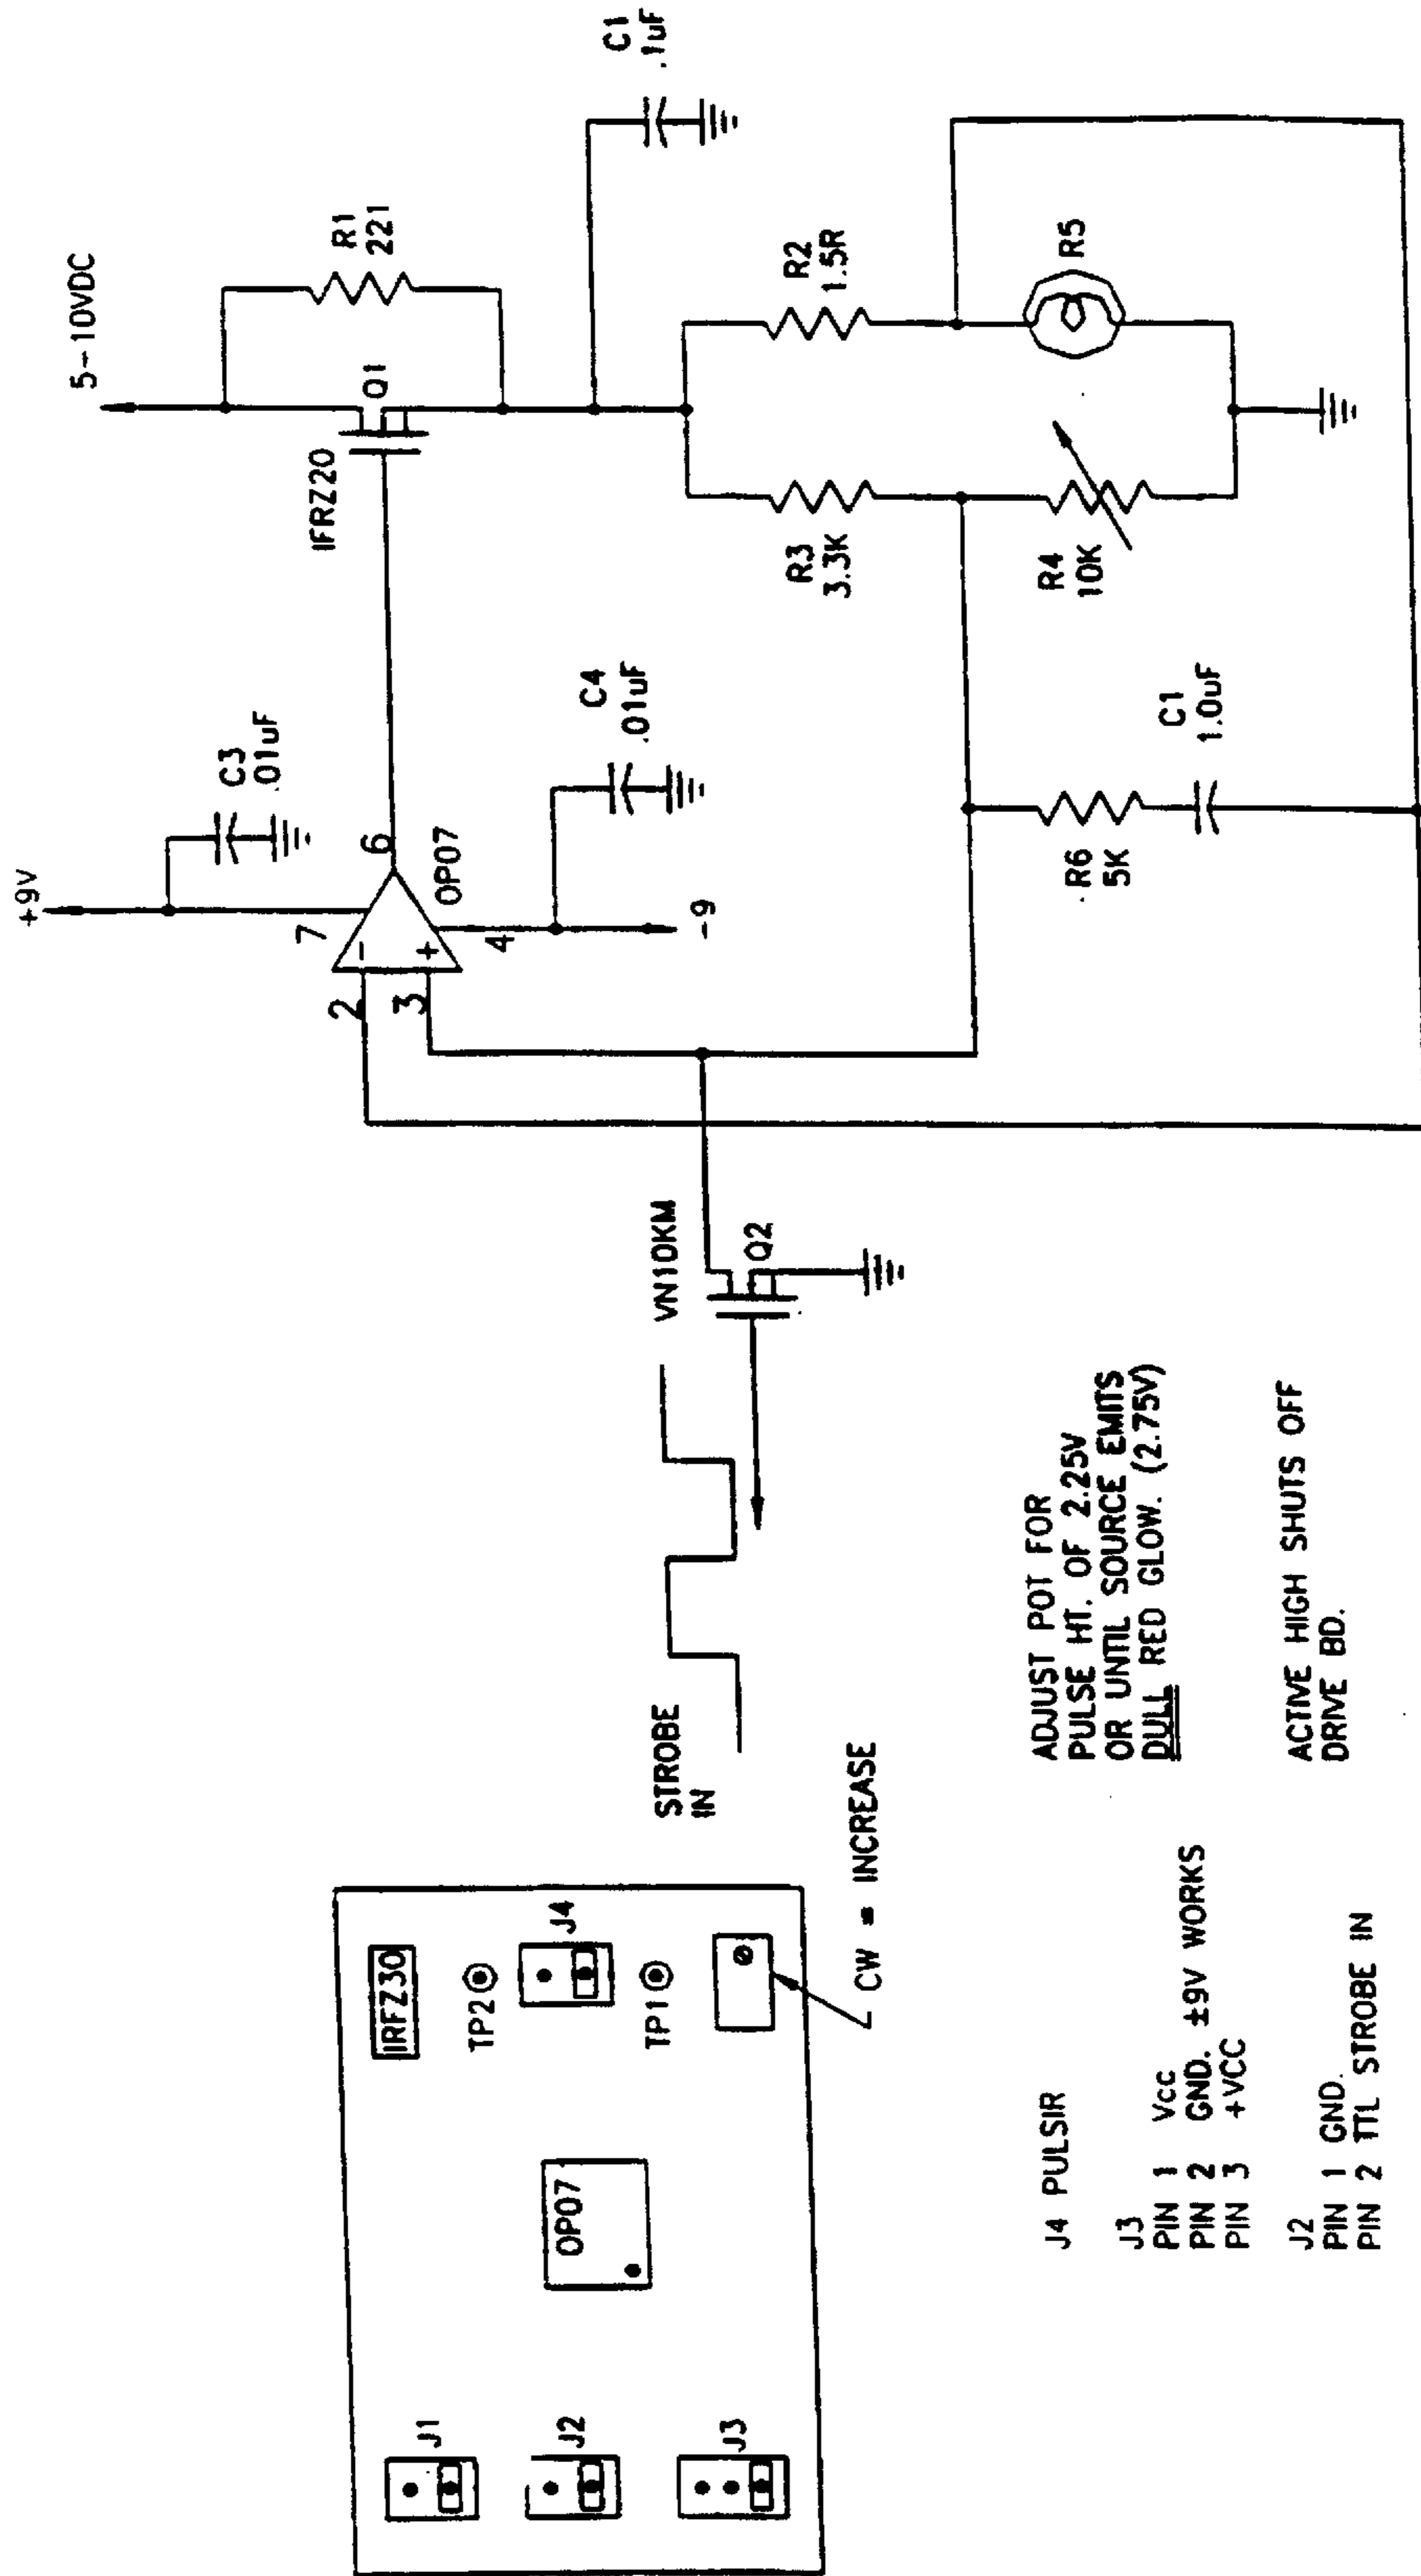 5-10VDC
R1
221
Q1
IFRZ20
C1
.1uF
+9V
C3
.01uF
7
2
-
6
3
+
OP07
4
-9
C4
.01uF
R3
3.3K
R2
1.5R
R4
10K
R5
R6
5K
C1
1.0uF
VN10KM
Q2
STROBE
IN
IRFZ30
TP2
J4
TP1
OP07
J1
J2
J3
CW = INCREASE
J4 PULSIR
J3
PIN 1 Vcc
PIN 2 GND. ±9V WORKS
PIN 3 +VCC
J2
PIN 1 GND.
PIN 2 TTL STROBE IN
ADJUST POT FOR
PULSE HT. OF 2.25V
OR UNTIL SOURCE EMITS
DULL RED GLOW. (2.75V)
ACTIVE HIGH SHUTS OFF
DRIVE BD.